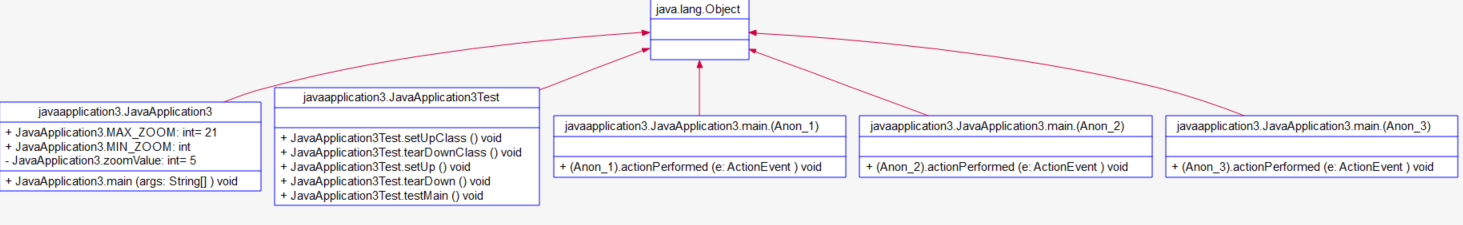 java.lang.Object
javaapplication3.JavaApplication3
+ JavaApplication3.MAX_ZOOM: int= 21
+ JavaApplication3.MIN_ZOOM: int
- JavaApplication3.zoomValue: int= 5
+ JavaApplication3.main (args: String[] ) void
javaapplication3.JavaApplication3Test
+ JavaApplication3Test.setUpClass () void
+ JavaApplication3Test.tearDownClass () void
+ JavaApplication3Test.setUp () void
+ JavaApplication3Test.tearDown () void
+ JavaApplication3Test.testMain () void
javaapplication3.JavaApplication3.main.(Anon_1)
+ (Anon_1).actionPerformed (e: ActionEvent ) void
javaapplication3.JavaApplication3.main.(Anon_2)
+ (Anon_2).actionPerformed (e: ActionEvent ) void
javaapplication3.JavaApplication3.main.(Anon_3)
+ (Anon_3).actionPerformed (e: ActionEvent ) void